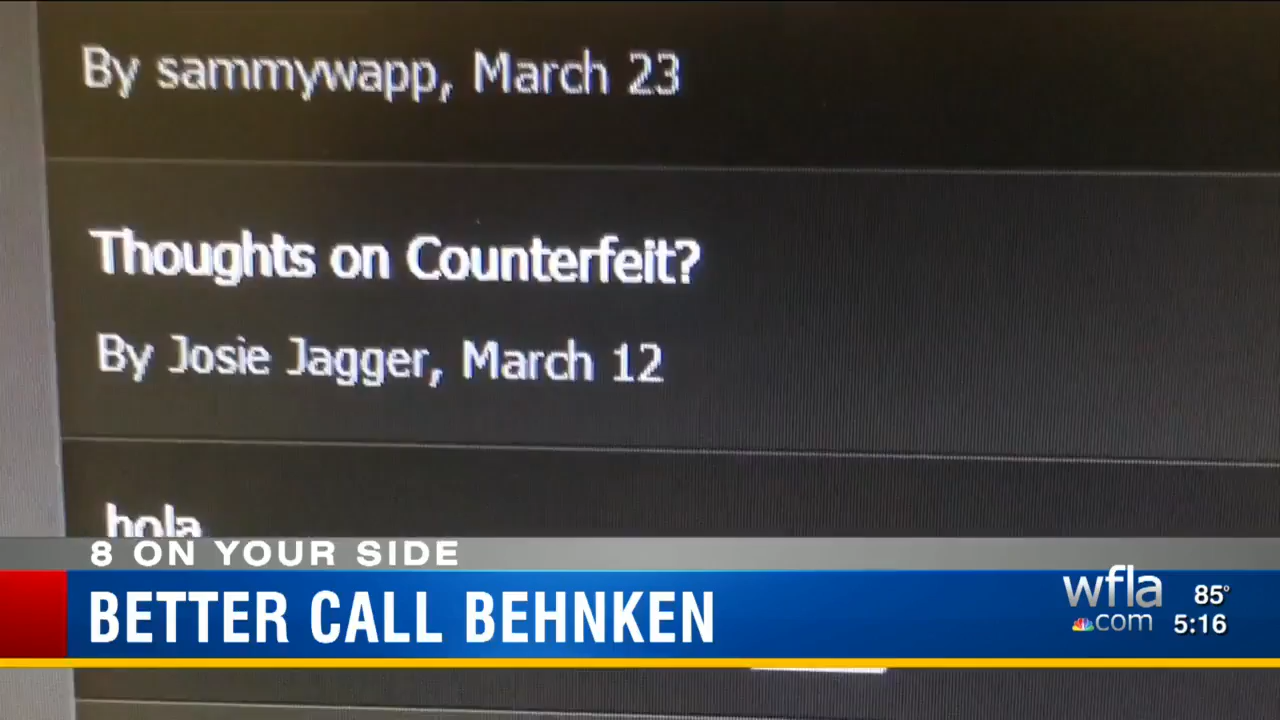 By sammywapp, March 23
Thoughts on Counterfeit?
By Josie Jagger, March 12
hola
8 ON YOUR SIDE
BETTER CALL BEHNKEN
wfla
.com
85°
5:16